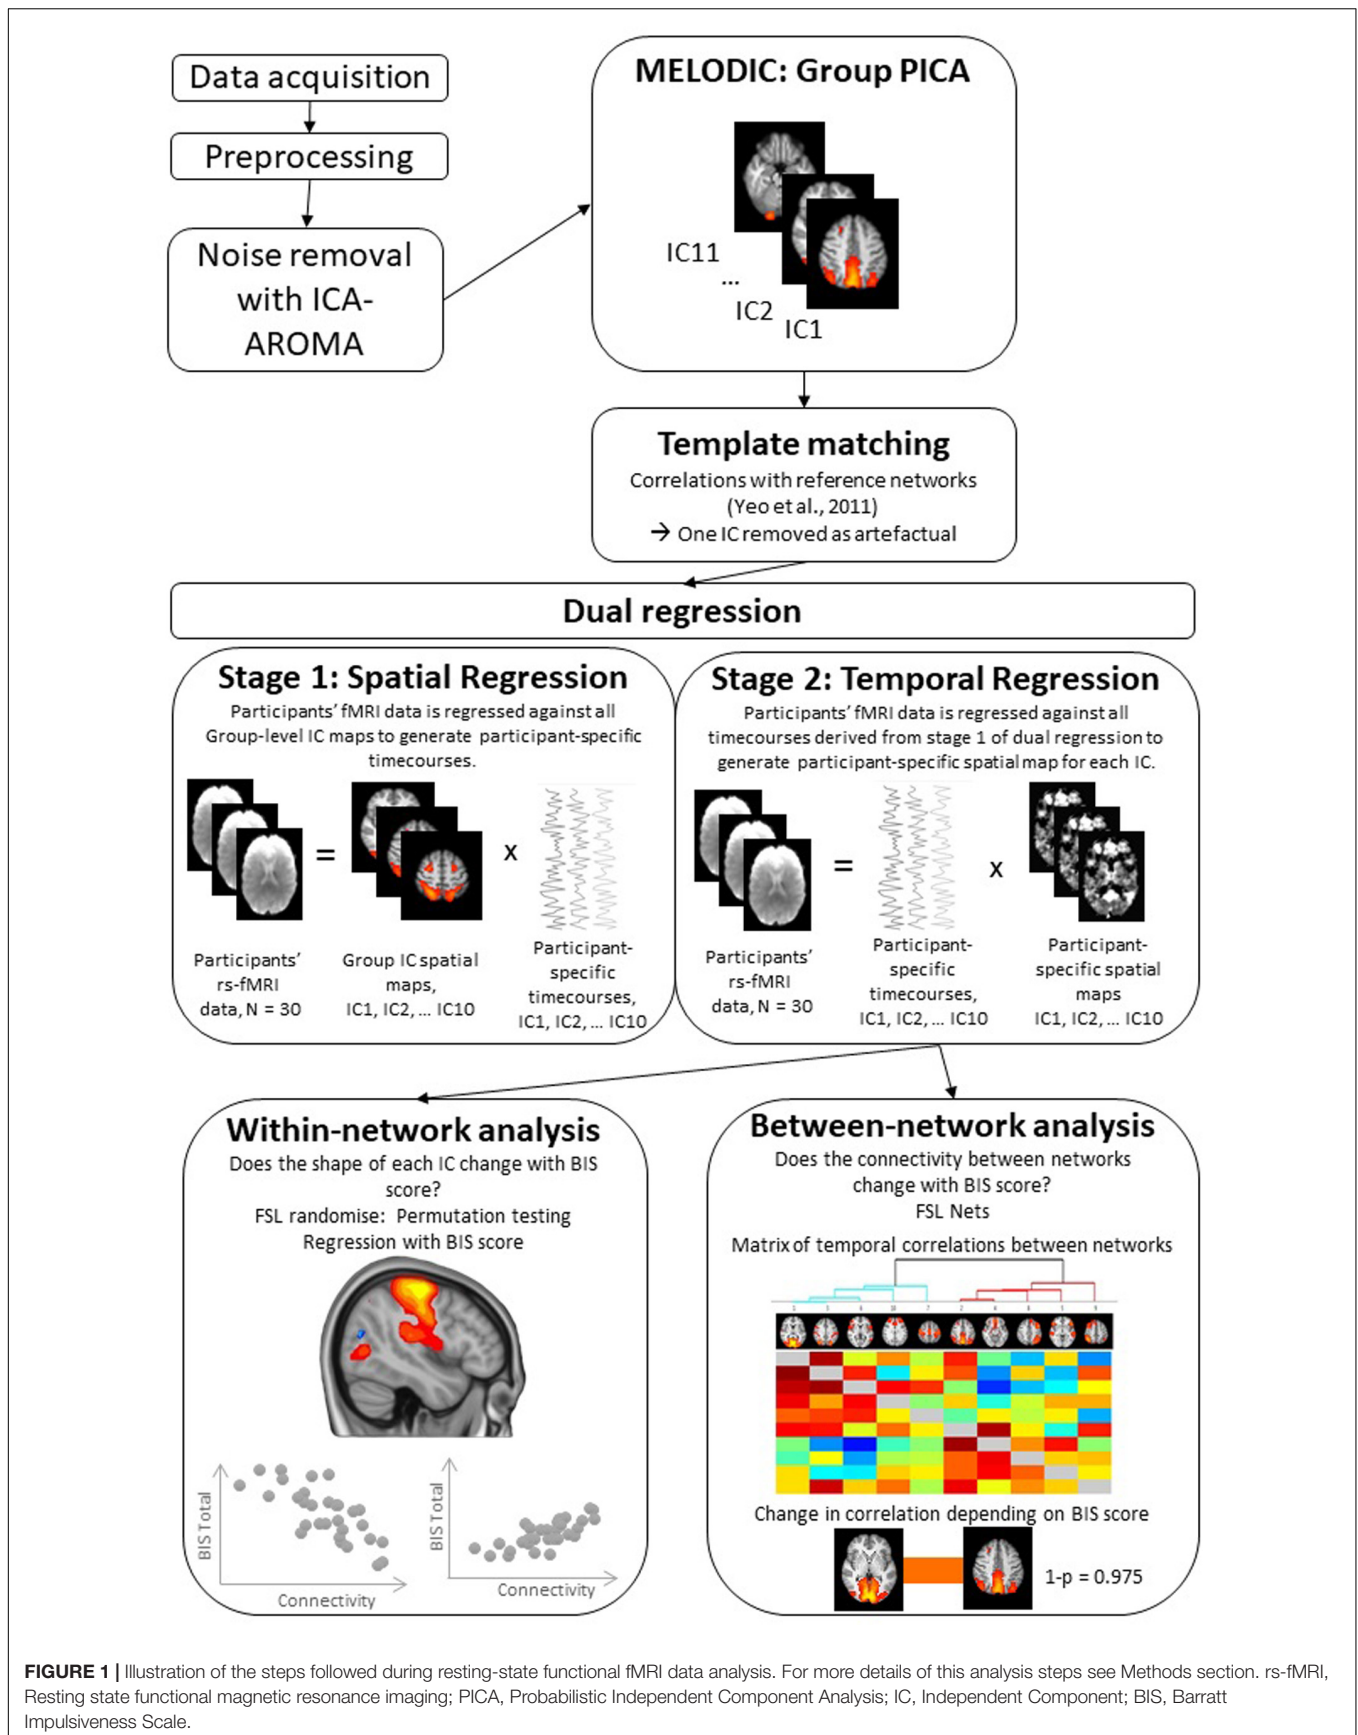 Data acquisition
Preprocessing
Noise removal
with ICA-
AROMA
MELODIC: Group PICA
IC11
...
IC2
IC1
Template matching
Correlations with reference networks
(Yeo et al., 2011)
→ One IC removed as artefactual
Dual regression
Stage 1: Spatial Regression
Participants' fMRI data is regressed against all
Group-level IC maps to generate participant-specific
timecourses.
=
x
Participants'
rs-fMRI
data, N = 30
Group IC spatial
maps,
IC1, IC2, ... IC10
Participant-
specific
timecourses,
IC1, IC2, ... IC10
Stage 2: Temporal Regression
Participants' fMRI data is regressed against all
timecourses derived from stage 1 of dual regression to
generate participant-specific spatial map for each IC.
=
x
Participants'
rs-fMRI
data, N = 30
Participant-
specific
timecourses,
IC1, IC2, ... IC10
Participant-
specific spatial
maps
IC1, IC2, ... IC10
Within-network analysis
Does the shape of each IC change with BIS
score?
FSL randomise: Permutation testing
Regression with BIS score
BIS Total
Connectivity
BIS Total
Connectivity
Between-network analysis
Does the connectivity between networks
change with BIS score?
FSL Nets
Matrix of temporal correlations between networks
Change in correlation depending on BIS score
1-p = 0.975
FIGURE 1 | Illustration of the steps followed during resting-state functional fMRI data analysis. For more details of this analysis steps see Methods section. rs-fMRI,
Resting state functional magnetic resonance imaging; PICA, Probabilistic Independent Component Analysis; IC, Independent Component; BIS, Barratt
Impulsiveness Scale.